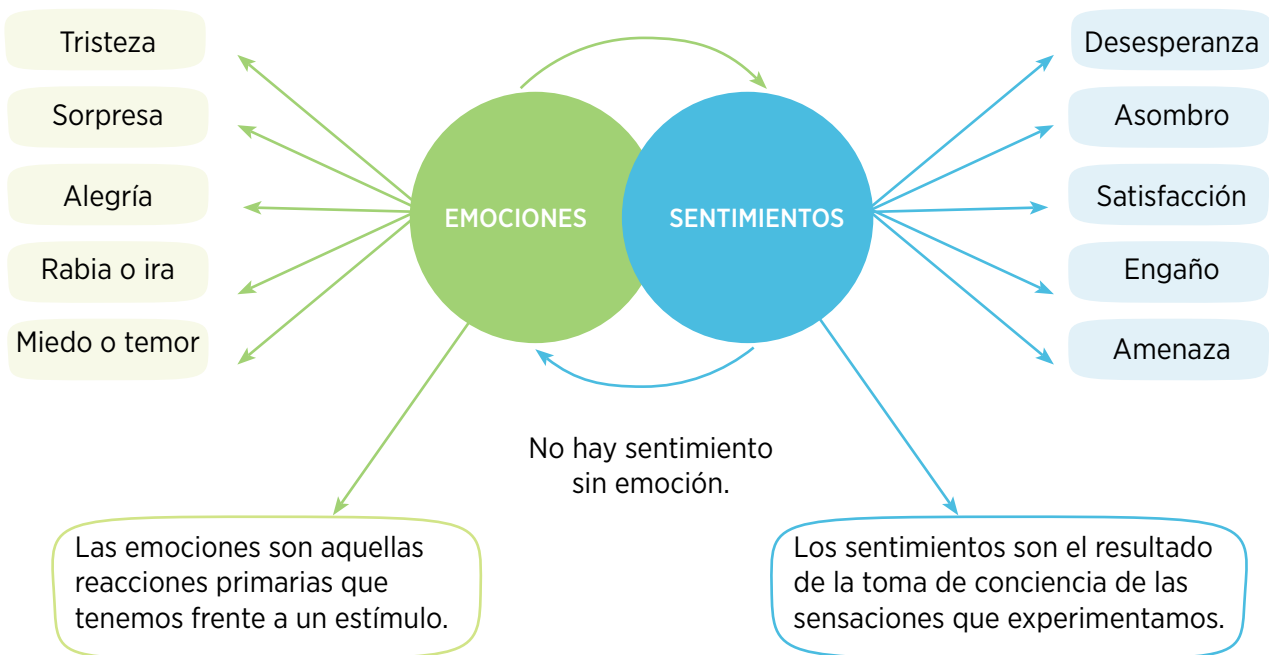 Tristeza
Sorpresa
Alegría
Rabia o ira
Miedo o temor
EMOCIONES
SENTIMIENTOS
Desesperanza
Asombro
Satisfacción
Engaño
Amenaza
No hay sentimiento
sin emoción.
Las emociones son aquellas
reacciones primarias que
tenemos frente a un estímulo.
Los sentimientos son el resultado
de la toma de conciencia de las
sensaciones que experimentamos.